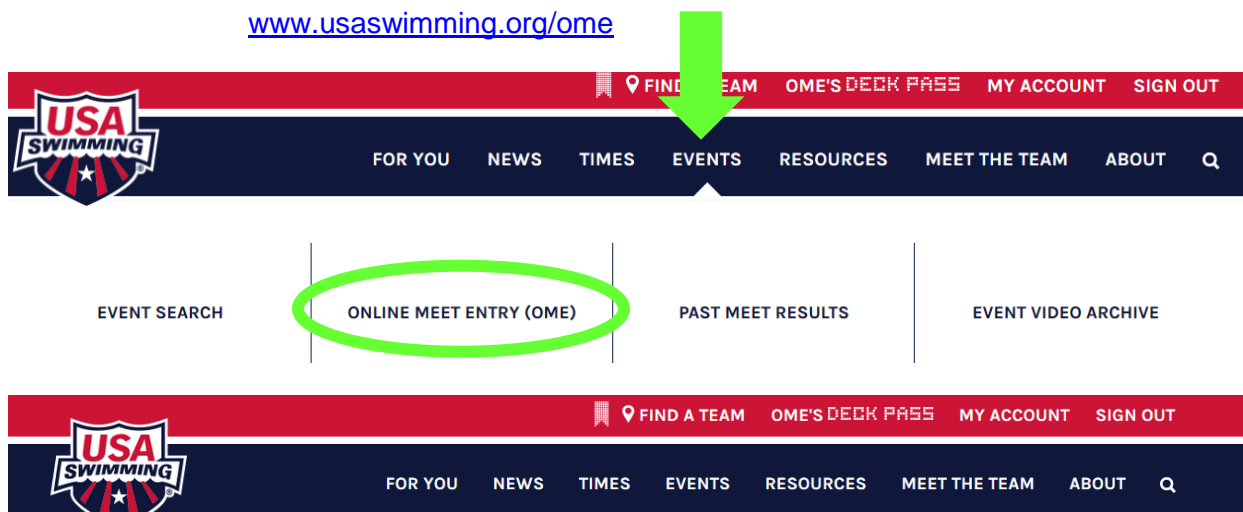 www.usaswimming.org/ome
FIND A TEAM OME'S DECK PASS MY ACCOUNT SIGN OUT
USA
SWIMMING
FOR YOU NEWS TIMES EVENTS RESOURCES MEET THE TEAM ABOUT
EVENT SEARCH ONLINE MEET ENTRY (OME) PAST MEET RESULTS EVENT VIDEO ARCHIVE
FIND A TEAM OME'S DECK PASS MY ACCOUNT SIGN OUT
USA
SWIMMING
FOR YOU NEWS TIMES EVENTS RESOURCES MEET THE TEAM ABOUT